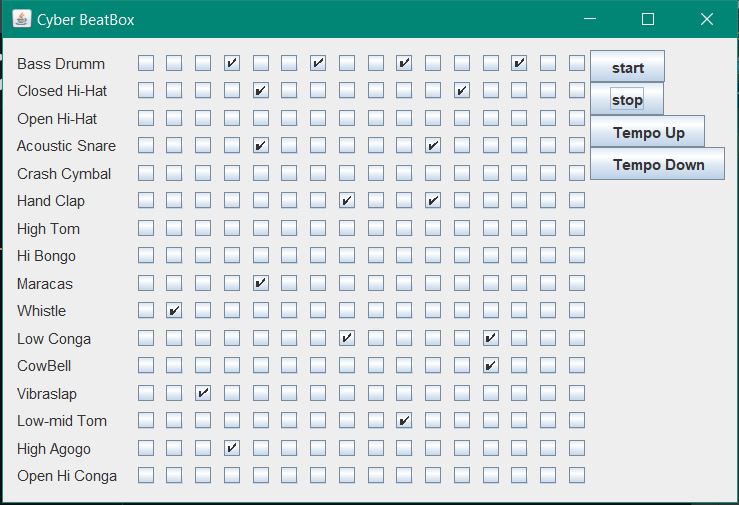 Cyber BeatBox
Bass Drumm
start
Closed Hi-Hat
stop
Open Hi-Hat
Tempo Up
Acoustic Snare
Tempo Down
Crash Cymbal
Hand Clap
High Tom
Hi Bongo
Maracas
Whistle
Low Conga
CowBell
Vibraslap
Low-mid Tom
High Agogo
Open Hi Conga